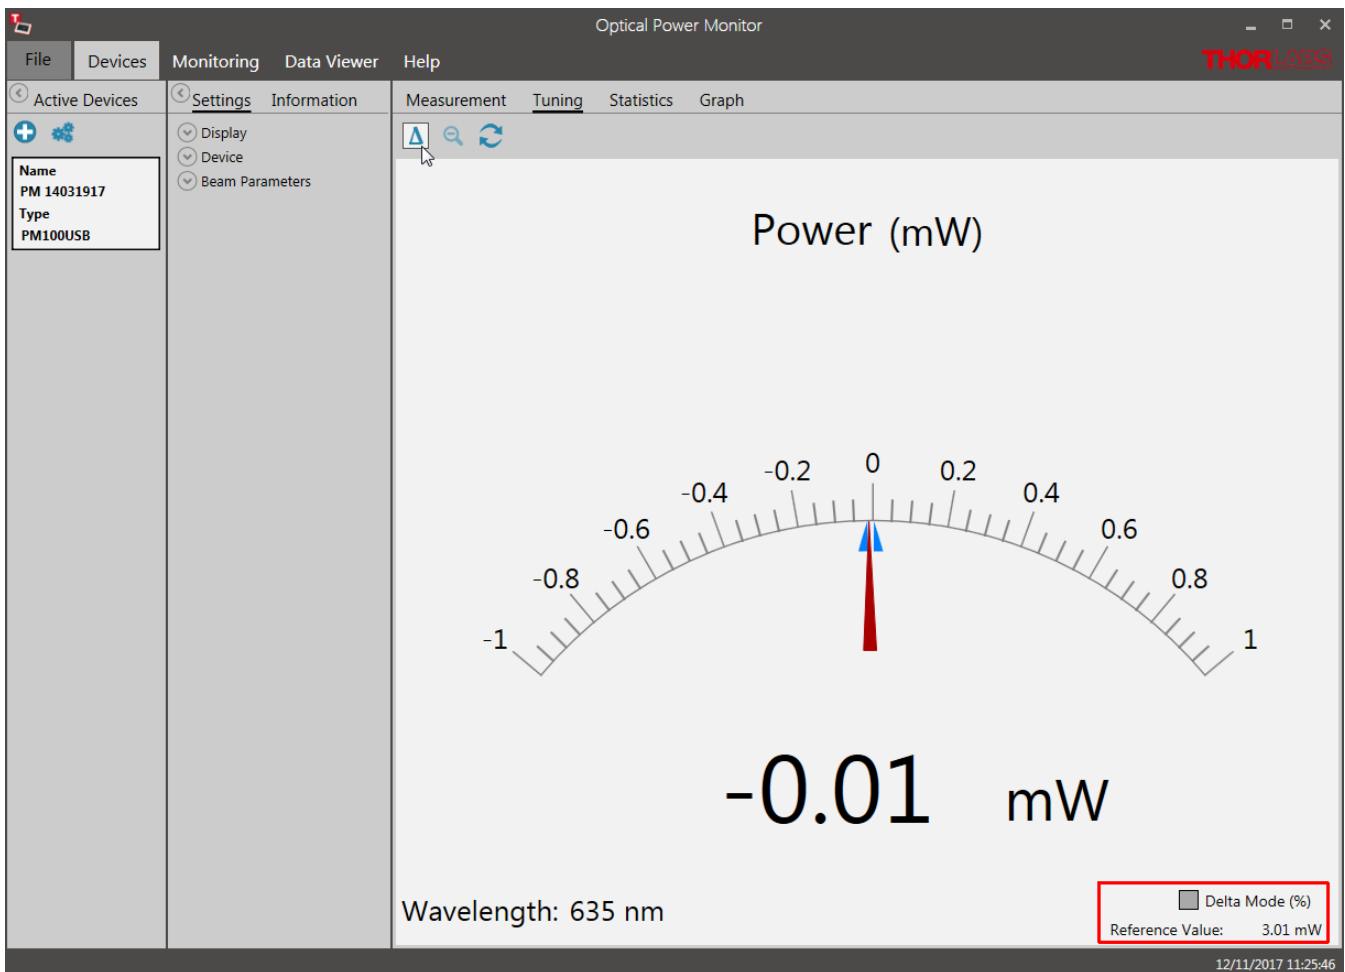 Optical Power Monitor
File Devices Monitoring Data Viewer Help THORLABS
Active Devices Settings Information Measurement Tuning Statistics Graph
Display
Device
Beam Parameters
Name
PM 14031917
Type
PM100USB
Δ
Power (mW)
-1 -0.8 -0.6 -0.4 -0.2 0 0.2 0.4 0.6 0.8 1
-0.01 mW
Wavelength: 635 nm
Delta Mode (%)
Reference Value: 3.01 mW
12/11/2017 11:25:46